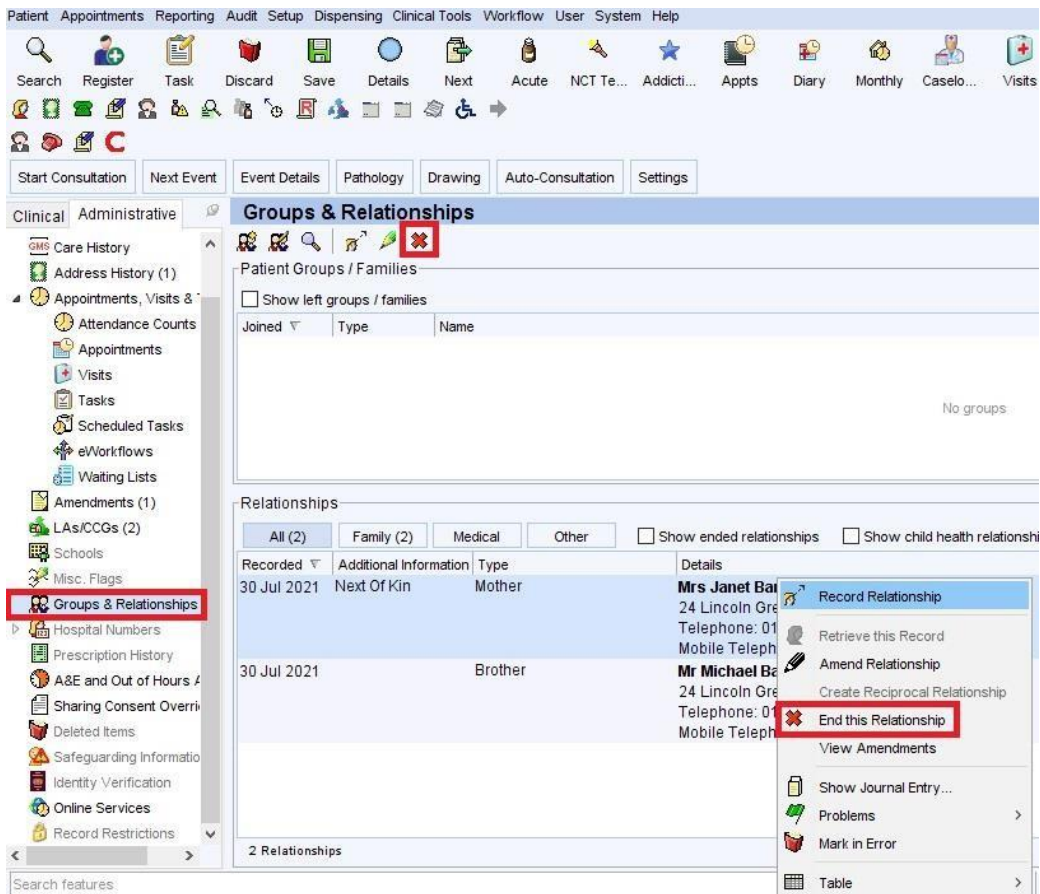 Patient Appointments Reporting Audit Setup Dispensing Clinical Tools Workflow User System Help
Search Register Task Discard Save Details Next Acute NCT Te... Addicti... Appts Diary Monthly Caselo... Visits
Start Consultation Next Event Event Details Pathology Drawing Auto-Consultation Settings
Clinical Administrative
GMS Care History
Address History (1)
Appointments, Visits &
Attendance Counts
Appointments
Visits
Tasks
Scheduled Tasks
eWorkflows
Waiting Lists
Amendments (1)
LAs/CCGs (2)
Schools
Misc. Flags
Groups & Relationships
Hospital Numbers
Prescription History
A&E and Out of Hours
Sharing Consent Overri
Deleted Items
Safeguarding Informatio
Identity Verification
Online Services
Record Restrictions
Search features
Groups & Relationships
Patient Groups / Families
Show left groups / families
Joined Type Name
No groups
Relationships
All (2) Family (2) Medical Other Show ended relationships Show child health relationshi
Recorded Additional Information Type Details
30 Jul 2021 Next Of Kin Mother Mrs Janet Ba
24 Lincoln Gre
Telephone: 01
Mobile Teleph
30 Jul 2021 Brother Mr Michael Ba
24 Lincoln Gre
Telephone: 01
Mobile Teleph
2 Relationships
Record Relationship
Retrieve this Record
Amend Relationship
Create Reciprocal Relationship
End this Relationship
View Amendments
Show Journal Entry...
Problems
Mark in Error
Table